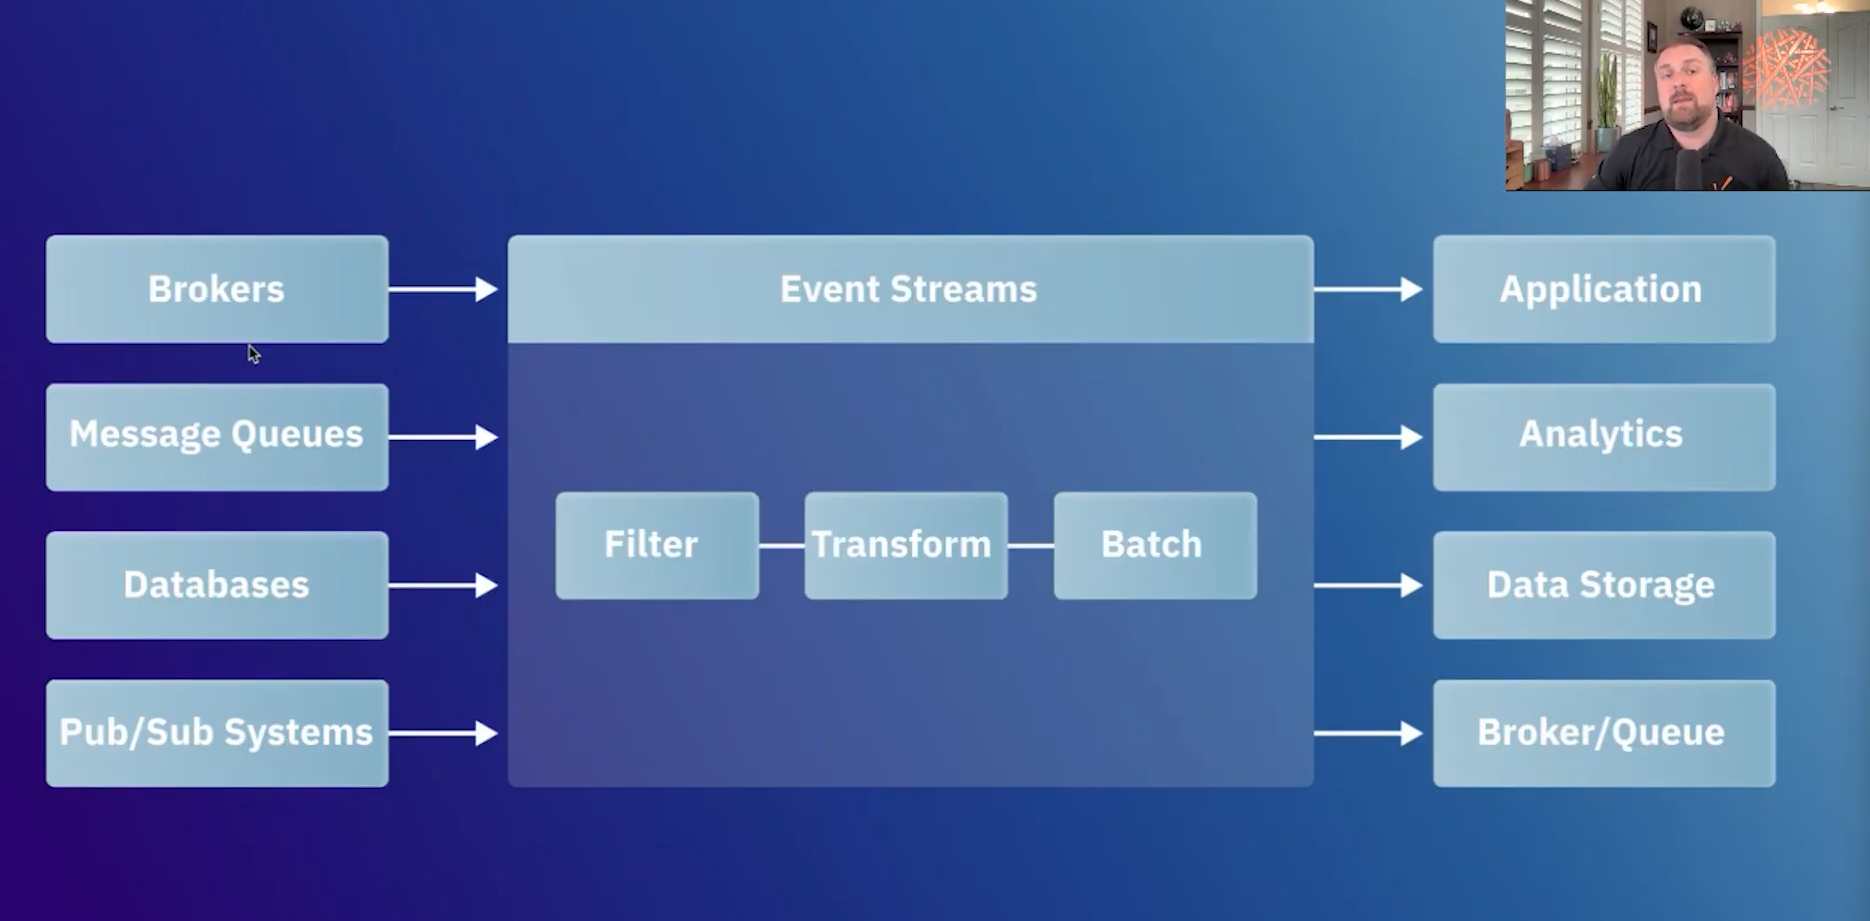 Brokers
Event Streams
Application
Message Queues
Analytics
Filter
Transform
Batch
Databases
Data Storage
Pub/Sub Systems
Broker/Queue